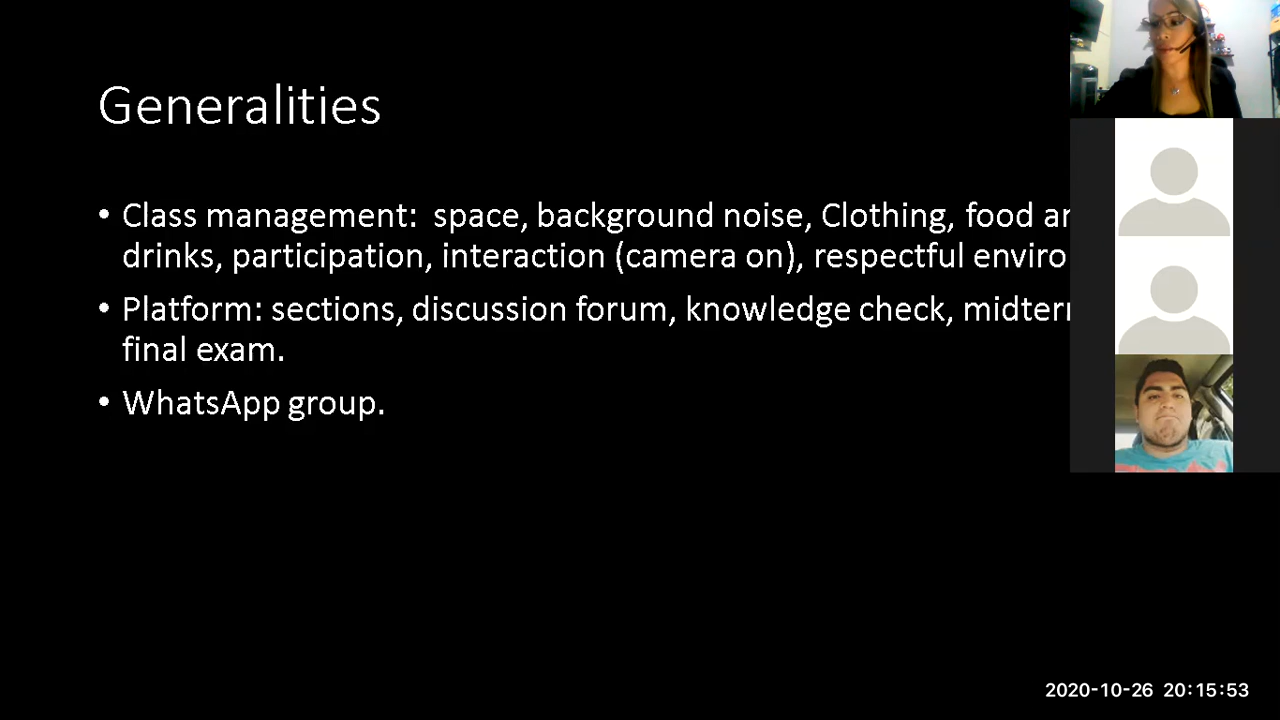 Generalities
• Class management:  space, background noise, Clothing, food
drinks, participation, interaction (camera on), respectful
• Platform: sections, discussion forum, knowledge check,
final exam.
• WhatsApp group.
2020-10-26 20:15:53